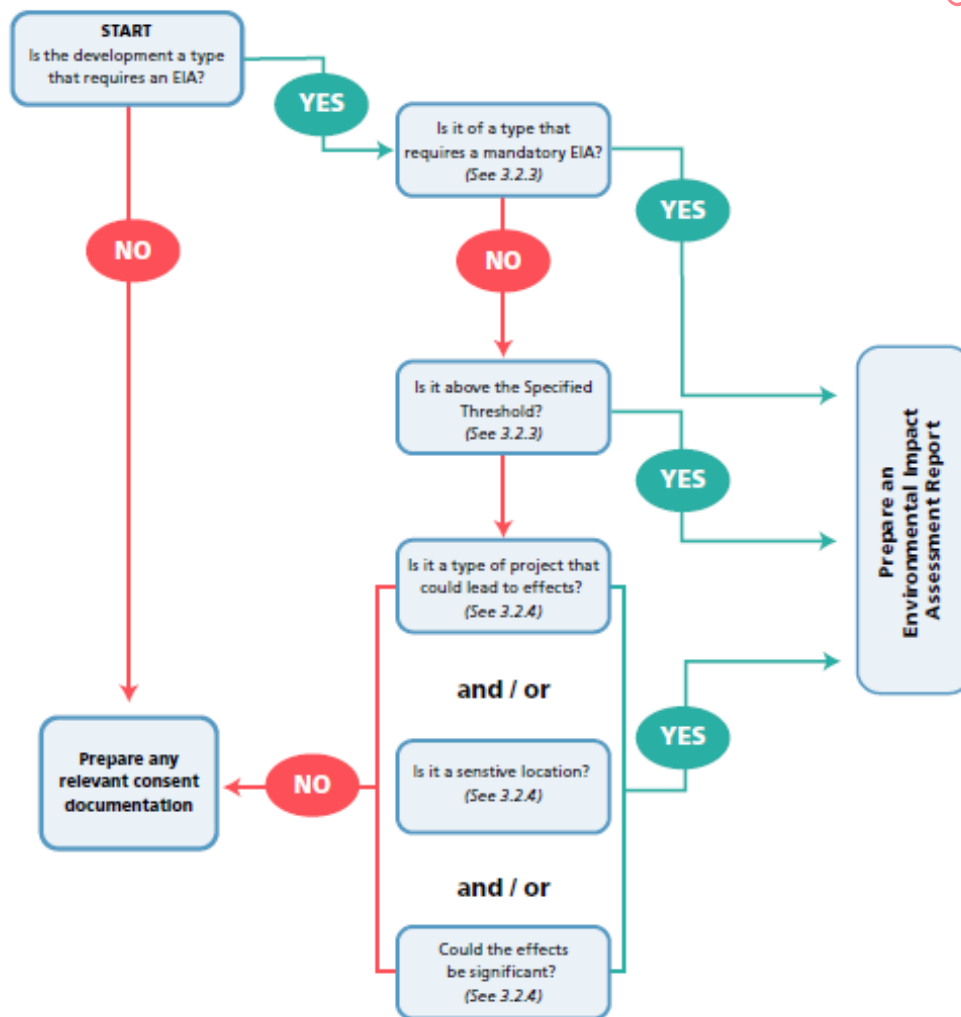 START
Is the development a type
that requires an EIA?
YES
Is it of a type that
requires a mandatory EIA?
(See 3.2.3)
YES
NO
NO
Is it above the Specified
Threshold?
(See 3.2.3)
YES
Prepare an
Environmental Impact
Assessment Report
Is it a type of project that
could lead to effects?
(See 3.2.4)
and / or
YES
Prepare any
relevant consent
documentation
NO
Is it a senstive location?
(See 3.2.4)
and / or
Could the effects
be significant?
(See 3.2.4)